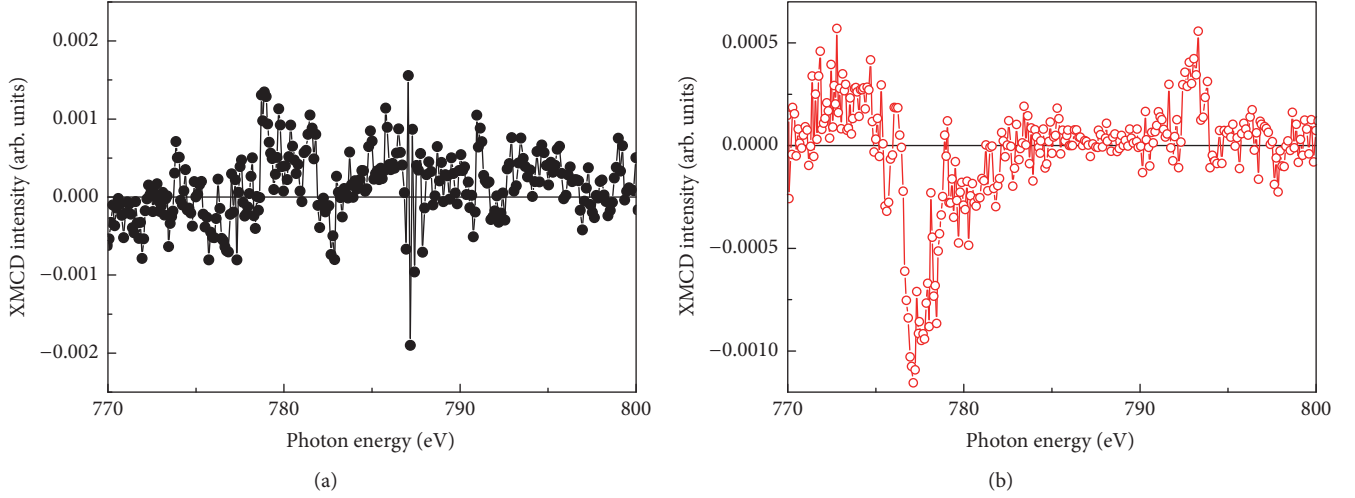 XMCD intensity (arb. units)
0.002
0.001
0.000
−0.001
−0.002
770
780
790
800
Photon energy (eV)
(a)
XMCD intensity (arb. units)
0.0005
0.0000
−0.0005
−0.0010
770
780
790
800
Photon energy (eV)
(b)